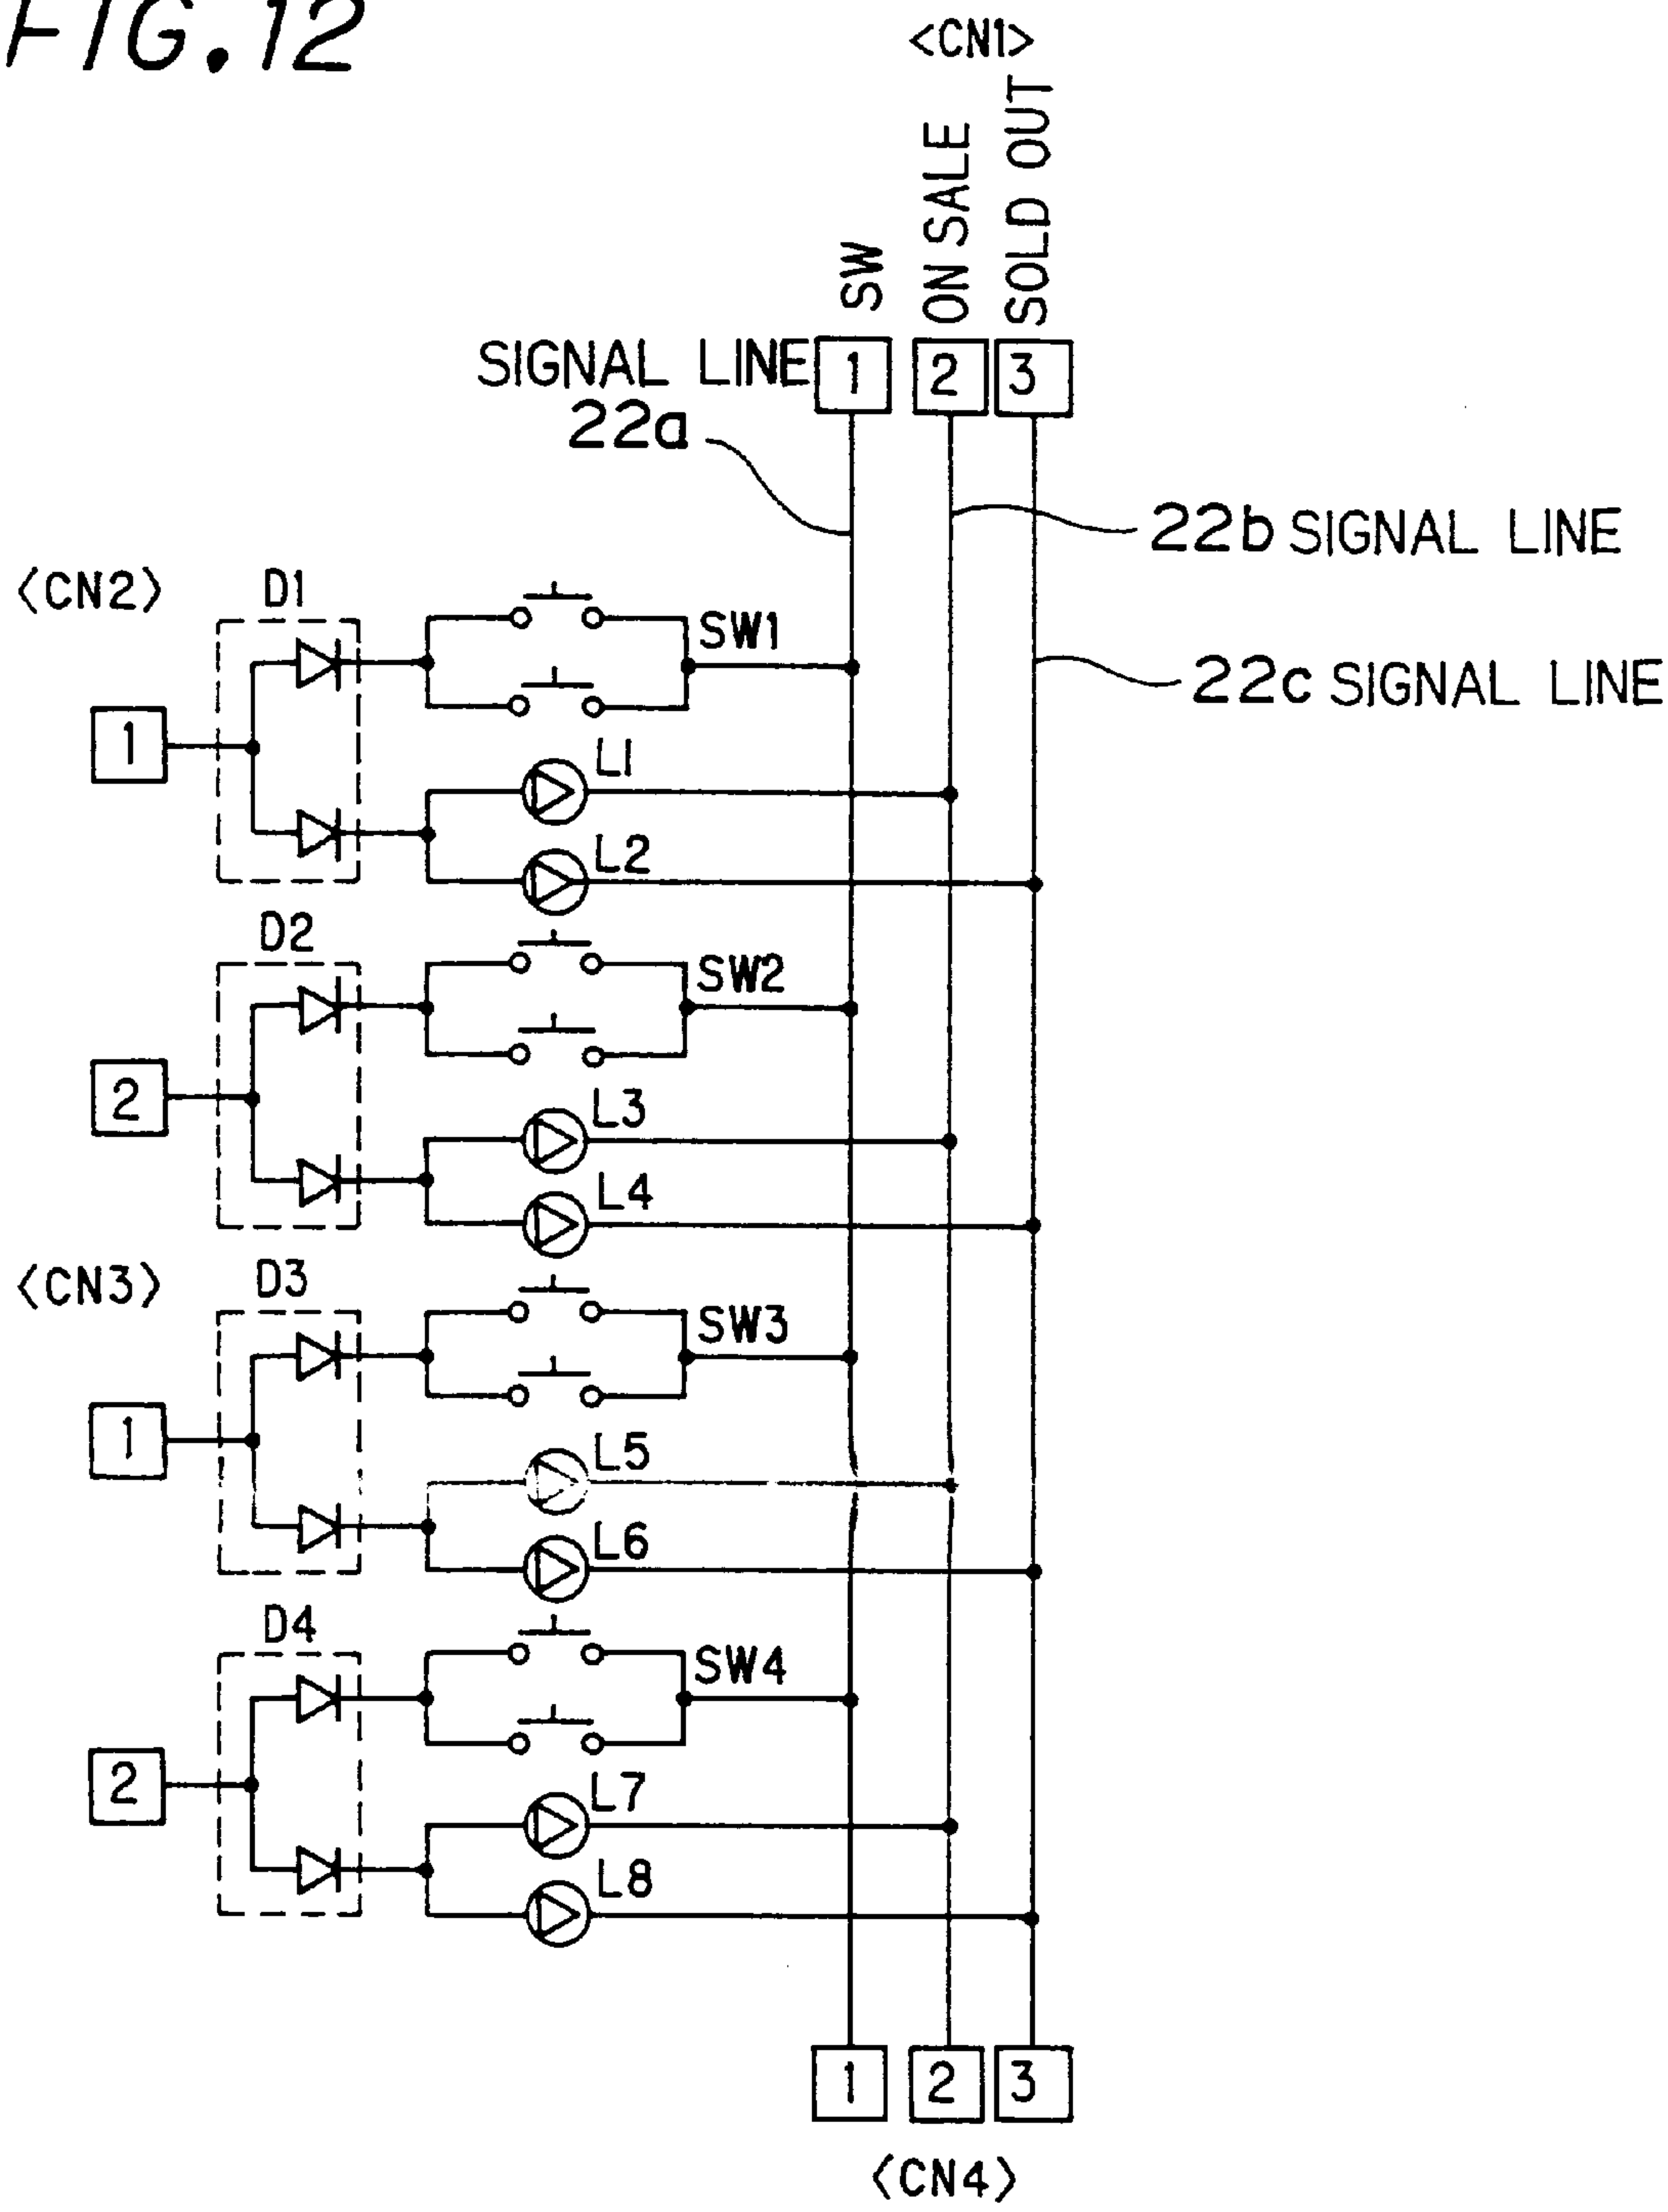 FIG.12
<CN1>
SW
ON SALE
SOLD OUT
SIGNAL LINE
22a
1
2
3
22b SIGNAL LINE
22c SIGNAL LINE
<CN2>
D1
SW1
1
L1
L2
D2
SW2
2
L3
L4
<CN3>
D3
SW3
1
L5
L6
D4
SW4
2
L7
L8
1
2
3
<CN4>